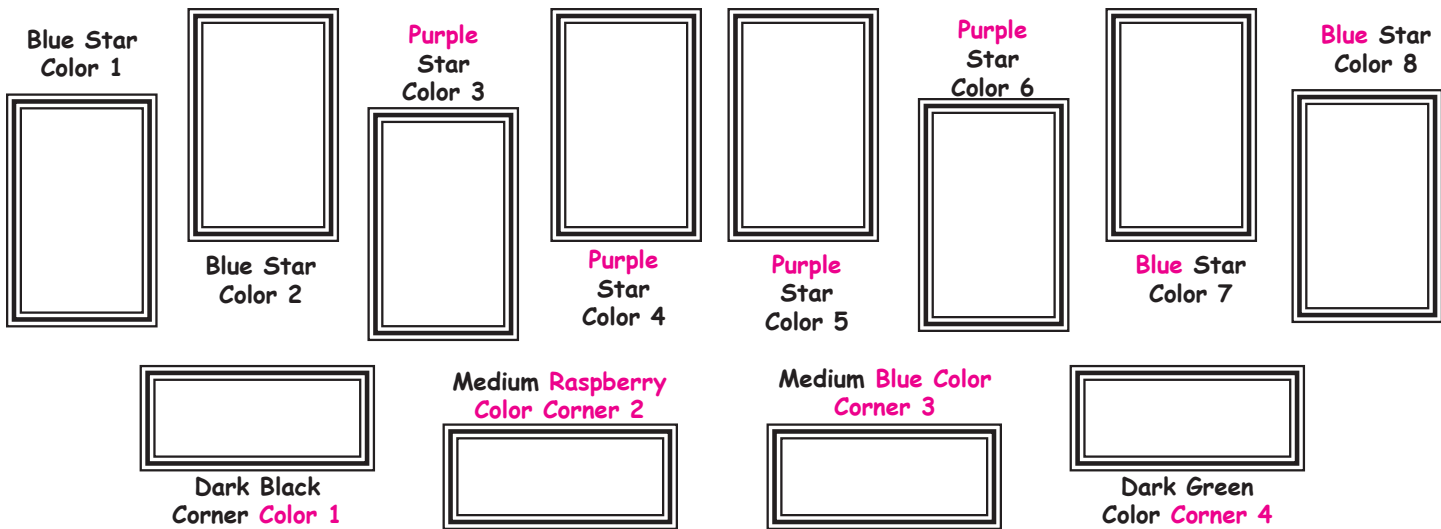 Blue Star
Color 1
Blue Star
Color 2
Purple
Star
Color 3
Purple
Star
Color 4
Purple
Star
Color 5
Purple
Star
Color 6
Blue Star
Color 7
Blue Star
Color 8
Dark Black
Corner Color 1
Medium Raspberry
Color Corner 2
Medium Blue Color
Corner 3
Dark Green
Color Corner 4